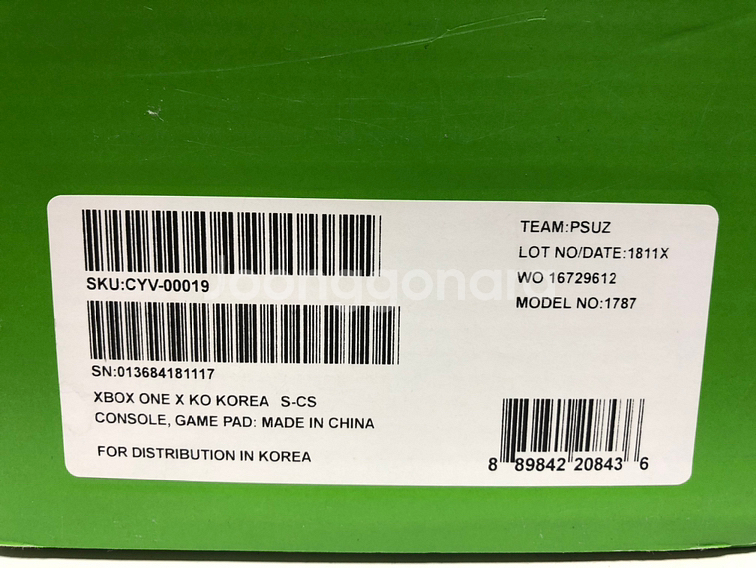 SKU:CYV-00019
SN:013684181117
XBOX ONE X KO KOREA S-CS
CONSOLE, GAME PAD: MADE IN CHINA
FOR DISTRIBUTION IN KOREA
TEAM:PSUZ
LOT NO/DATE:1811X
WO 16729612
MODEL NO:1787
8 89842 20843 6
joonggonara